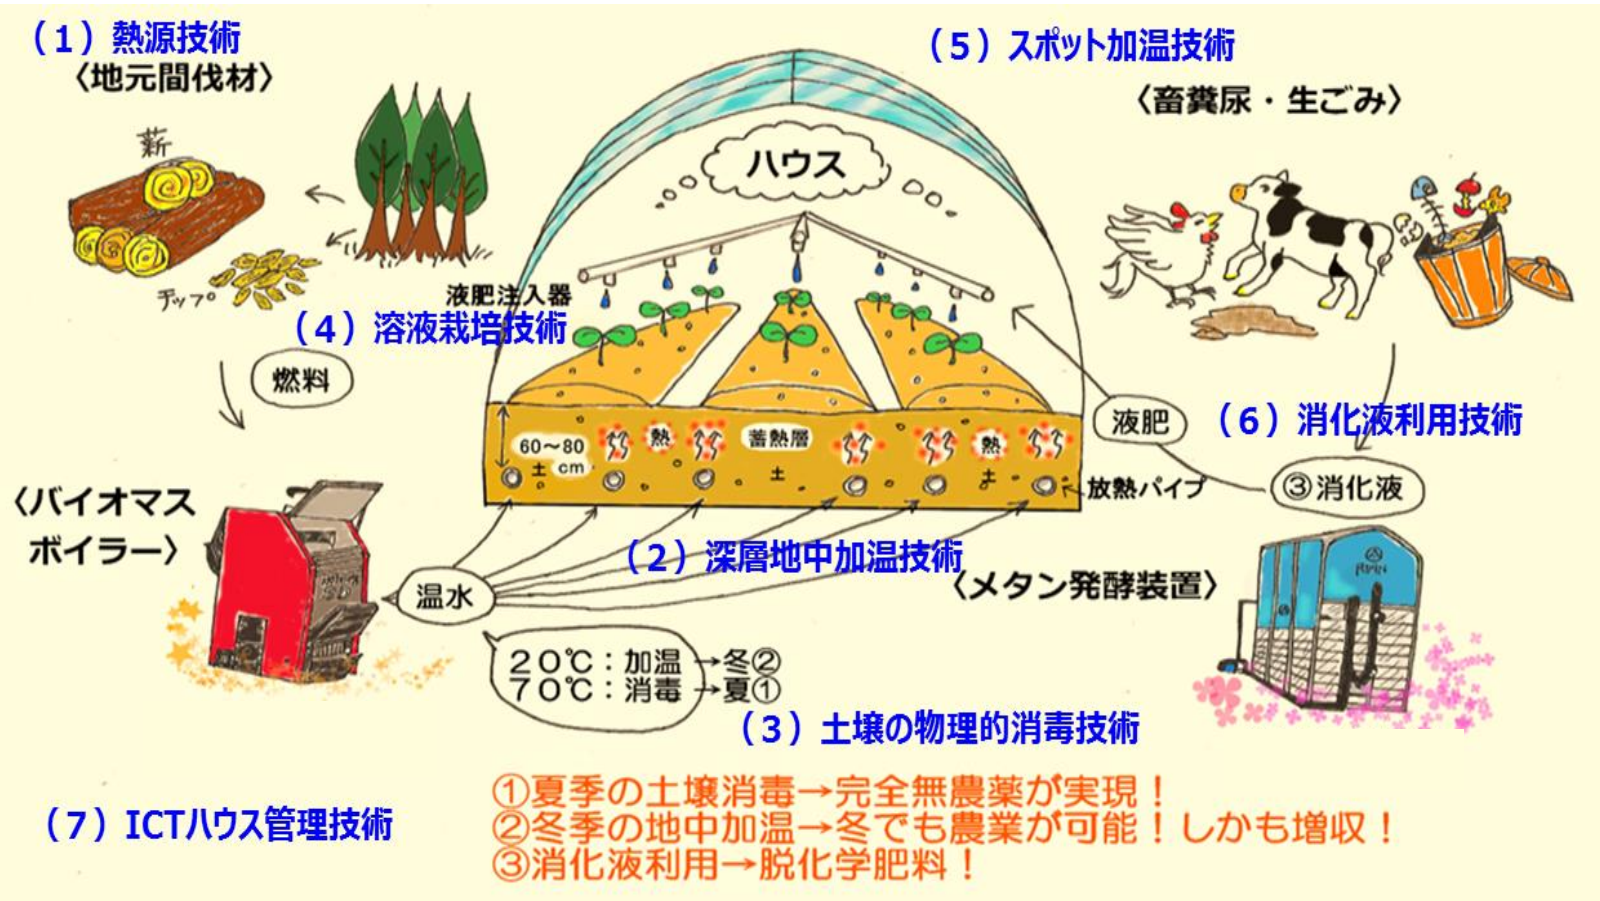 （1）熱源技術
〈地元間伐材〉
薪
チップ
（5）スポット加温技術
〈畜糞尿・生ごみ〉
ハウス
液肥注入器
（4）溶液栽培技術
燃料
60～80
cm
土
熱
蓄熱層
土
熱
土
液肥
（6）消化液利用技術
放熱パイプ
③消化液
〈バイオマス
ボイラー〉
温水
（2）深層地中加温技術
〈メタン発酵装置〉
20℃：加温→冬②
70℃：消毒→夏①
（3）土壌の物理的消毒技術
（7）ICTハウス管理技術
①夏季の土壌消毒→完全無農薬が実現！
②冬季の地中加温→冬でも農業が可能！しかも増収！
③消化液利用→脱化学肥料！